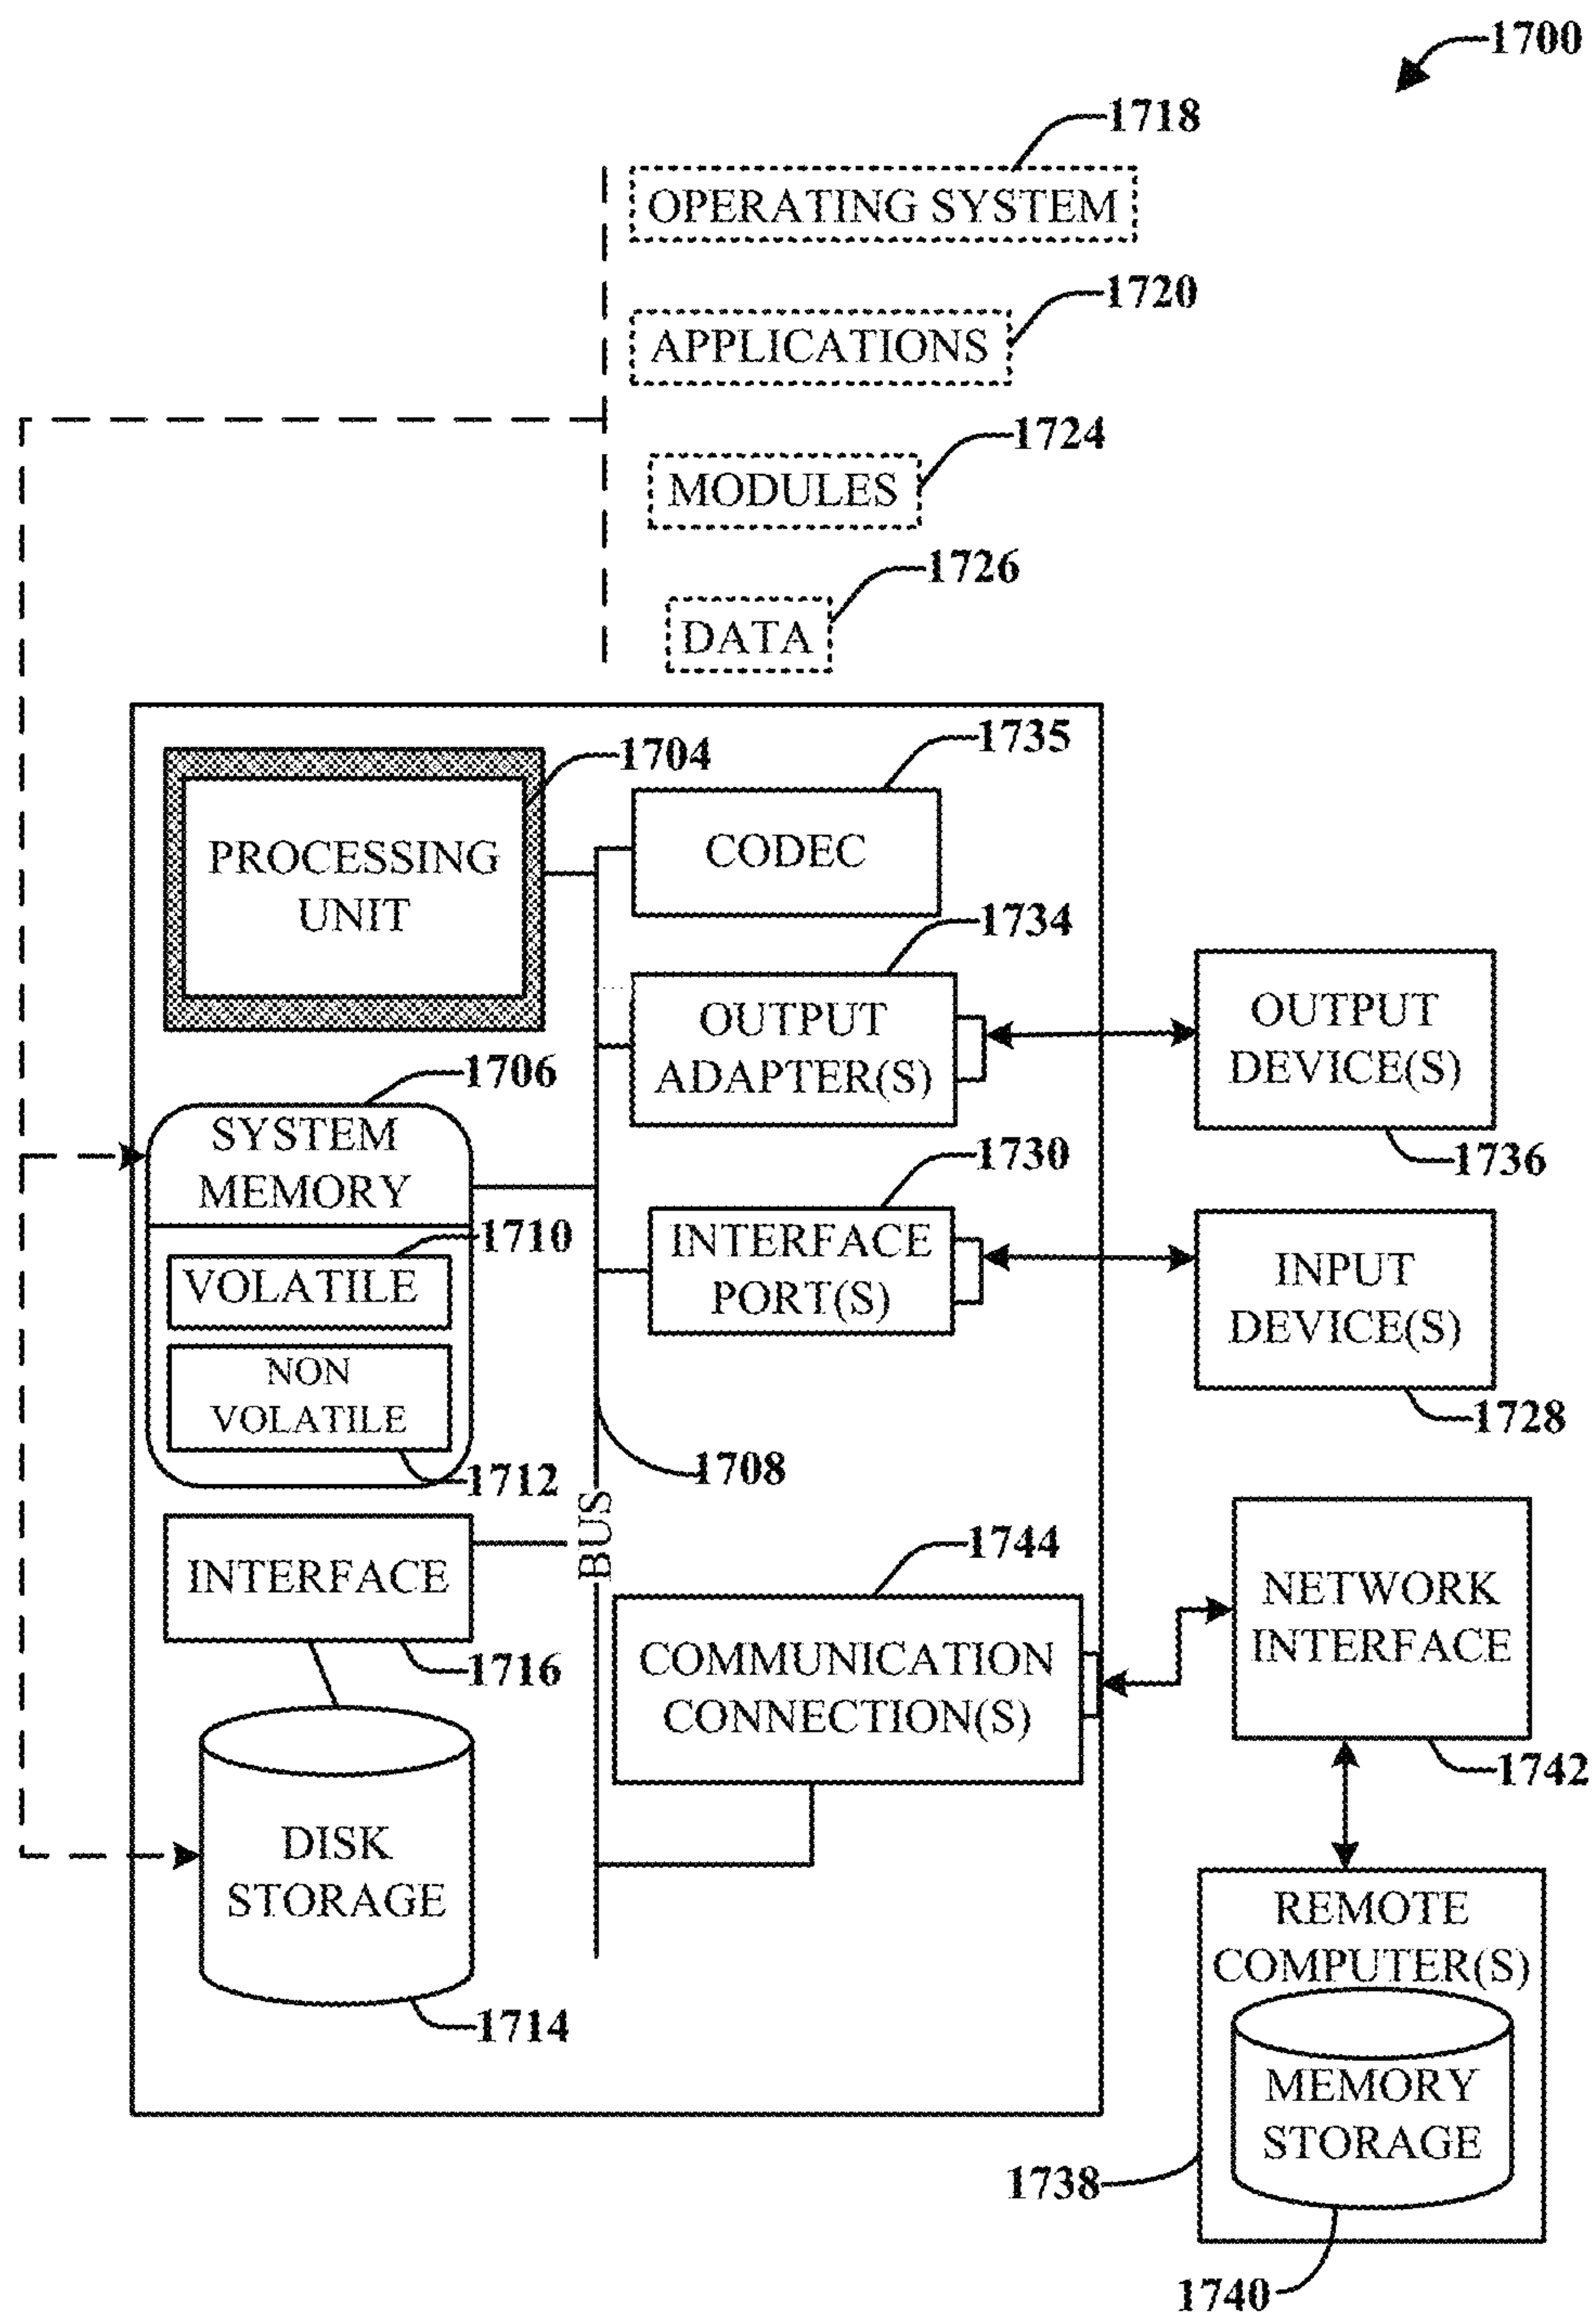 1700
1718
OPERATING SYSTEM
1720
APPLICATIONS
1724
MODULES
1726
DATA
1704
PROCESSING
UNIT
1735
CODEC
1734
OUTPUT
ADAPTER(S)
OUTPUT
DEVICE(S)
1736
1706
SYSTEM
MEMORY
1710
VOLATILE
NON
VOLATILE
1712
1730
INTERFACE
PORT(S)
INPUT
DEVICE(S)
1728
1708
BUS
INTERFACE
1716
1744
COMMUNICATION
CONNECTION(S)
NETWORK
INTERFACE
1742
DISK
STORAGE
1714
REMOTE
COMPUTER(S)
MEMORY
STORAGE
1738
1740